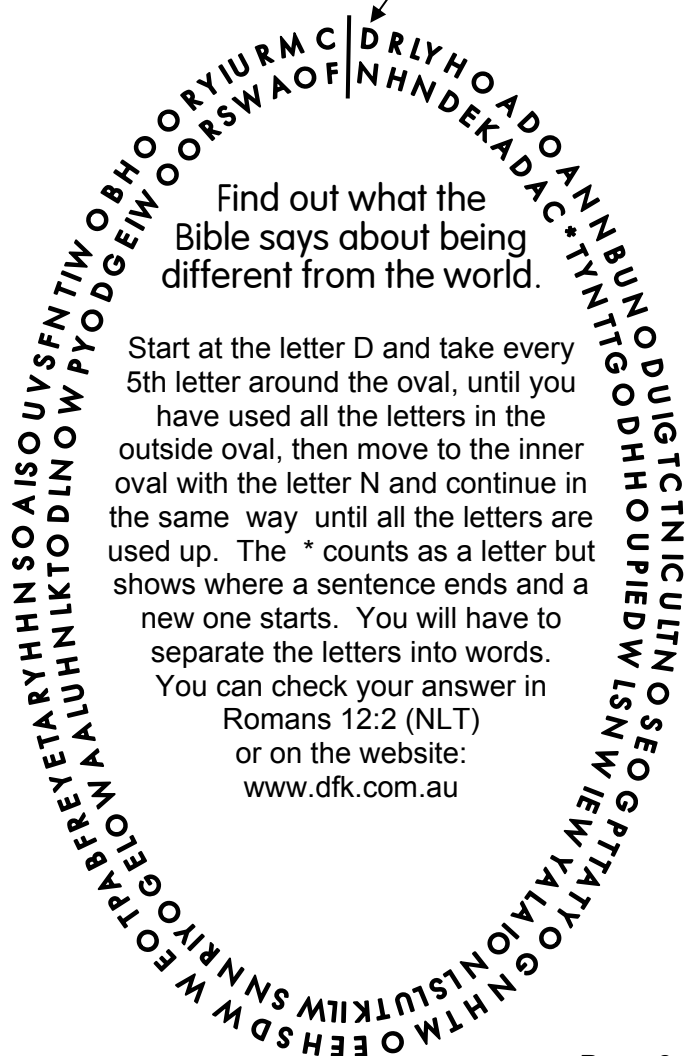 DRLYHOADOANNBUNODUIGTCTNICULTNOSEOGPTTATYOGNHTMOEEHSDWWEOTPABFREYETARYHHNSOAISOUVSFNTIWOBHOORYIURMC
NHNDEKADAC*TYNTTGODHHOUPIEDWLSNWIEWYALAIONLSLUTKILWSNNRIYOGELOWAALUHNLKTODLNOWPYODGEIWOORSWAOF
Find out what the
Bible says about being
different from the world.
Start at the letter D and take every
5th letter around the oval, until you
have used all the letters in the
outside oval, then move to the inner
oval with the letter N and continue in
the same way until all the letters are
used up. The * counts as a letter but
shows where a sentence ends and a
new one starts. You will have to
separate the letters into words.
You can check your answer in
Romans 12:2 (NLT)
or on the website:
www.dfk.com.au